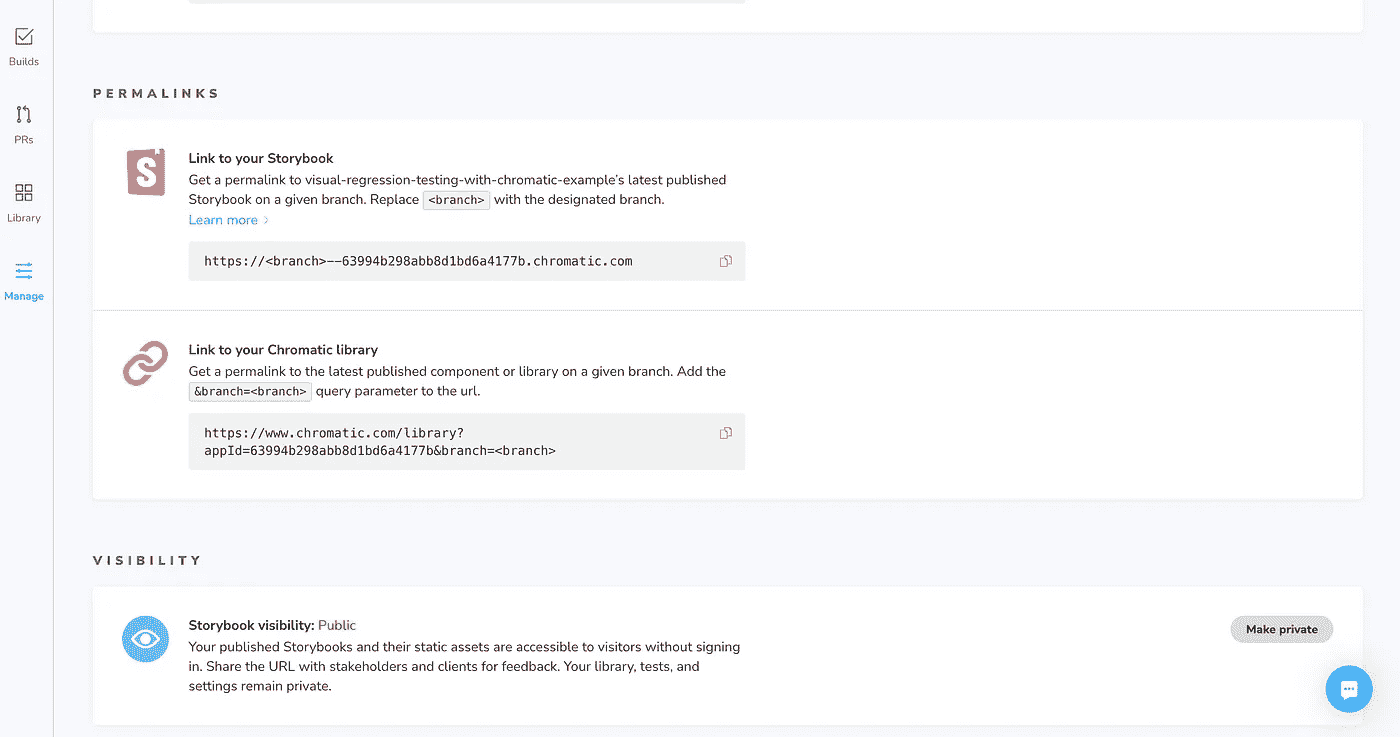 Builds
PRs
Library
Manage
PERMALINKS
S
Link to your Storybook
Get a permalink to visual-regression-testing-with-chromatic-example's latest published
Storybook on a given branch. Replace <branch> with the designated branch.
Learn more
https://<branch>--63994b298abb8d1bd6a4177b.chromatic.com
Link to your Chromatic library
Get a permalink to the latest published component or library on a given branch. Add the
&branch=<branch> query parameter to the url.
https://www.chromatic.com/library?
appId=63994b298abb8d1bd6a4177b&branch=<branch>
VISIBILITY
Storybook visibility: Public
Your published Storybooks and their static assets are accessible to visitors without signing
in. Share the URL with stakeholders and clients for feedback. Your library, tests, and
settings remain private.
Make private